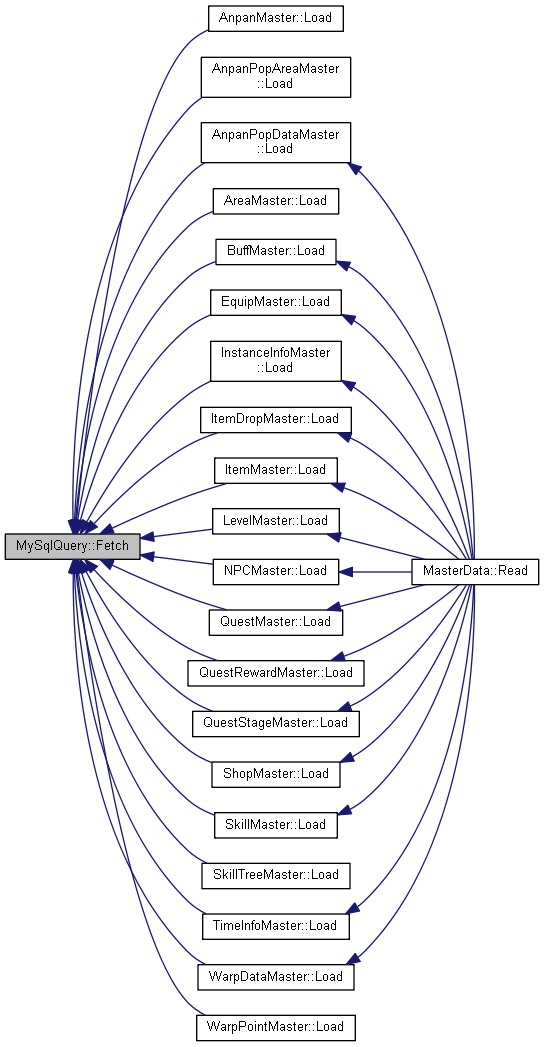 AnpanMaster::Load
AnpanPopAreaMaster
::Load
AnpanPopDataMaster
::Load
AreaMaster::Load
BuffMaster::Load
EquipMaster::Load
InstanceInfoMaster
::Load
ItemDropMaster::Load
ItemMaster::Load
LevelMaster::Load
MySqlQuery::Fetch
NPCMaster::Load
MasterData::Read
QuestMaster::Load
QuestRewardMaster::Load
QuestStageMaster::Load
ShopMaster::Load
SkillMaster::Load
SkillTreeMaster::Load
TimeInfoMaster::Load
WarpDataMaster::Load
WarpPointMaster::Load